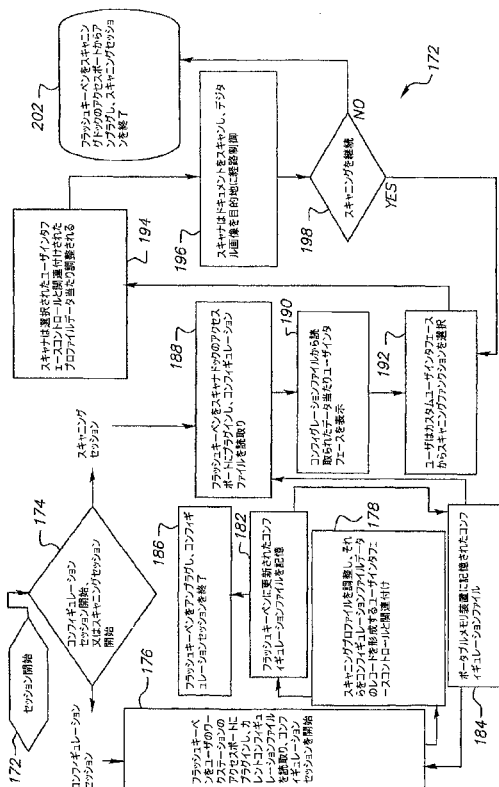 172
セッション開始
174
コンフィギュレーション
セッション開始
又はスキャニングセッション
開始
コンフィギュレーション
セッション
スキャニング
セッション
176
フラッシュキーペ
ンをユーザのワー
クステーションの
アクセスポートに
プラグインし、カ
レントコンフィギュ
レーションファイル
を読取り、コンフィ
ギュレーション
セッションを開始
178
スキャニングプロファイルを調整し、それ
らをコンフィギュレーションファイルデータ
のレコードを形成するユーザインタフェ
ースコントロールと関連付け
182
フラッシュキーペンに更新されたコンフ
ィギュレーションファイルを記憶
184
ポータブルメモリ装置に記憶されたコンフ
ィギュレーションファイル
186
フラッシュキーペンをアンプラグし、コンフィギ
ュレーションセッションを終了
188
フラッシュキーペンをスキャナドックのアクセス
ポートにプラグインし、コンフィギュレーション
ファイルを読取り
190
コンフィグレーションファイルから読
取られたデータ当たりユーザインタ
フェースを表示
192
ユーザはカスタムユーザインタフェース
からスキャニングファンクションを選択
194
スキャナは選択されたユーザインタフ
ェースコントロールと関連付けされた
プロファイルデータ当たり調整される
196
スキャナはドキュメントをスキャンし、デジタ
ル画像を目的地に経路制御
198
スキャニングを継続
YES
NO
202
フラッシュキーペンをスキャニン
グドックのアクセスポートからア
ンプラグし、スキャニングセッショ
ンを終了
172